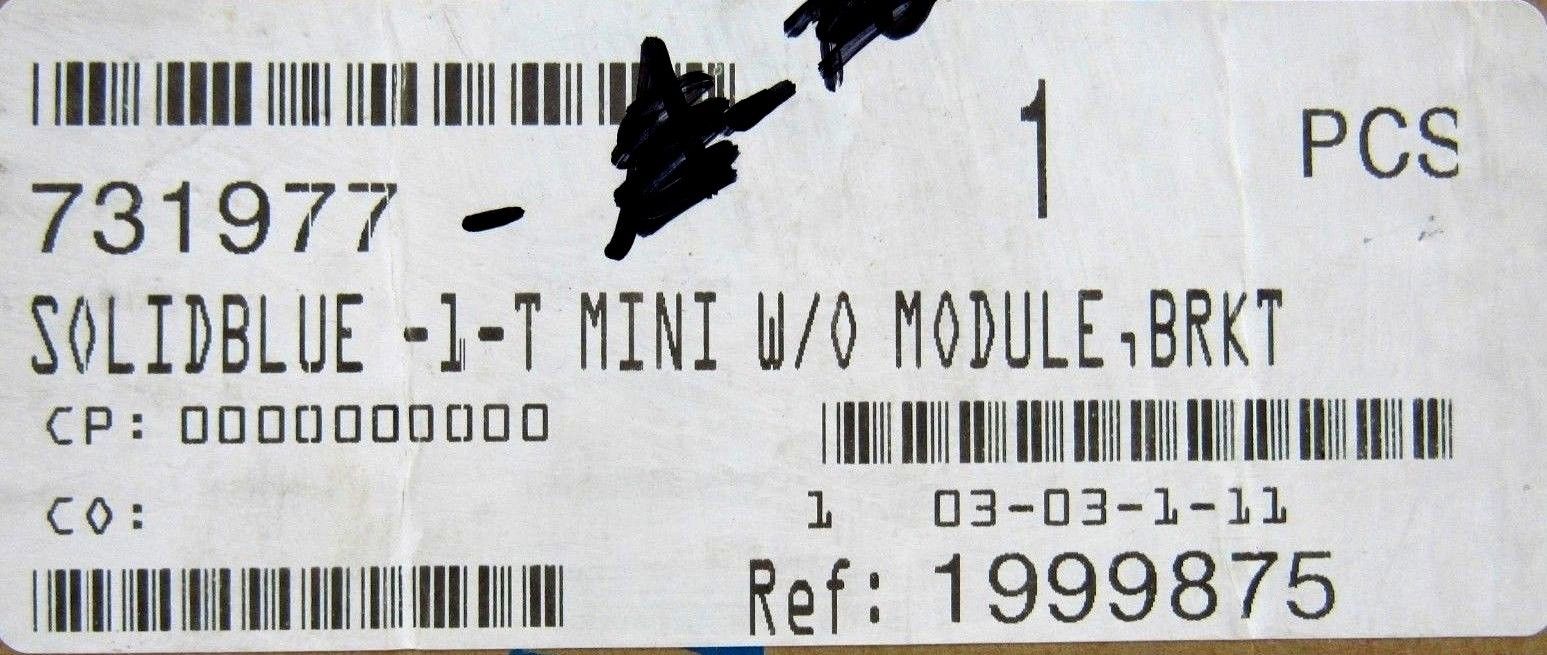 1 PCS
731977 -
SOLIDBLUE -1-T MINI W/O MODULE,BRKT
CP: 0000000000
CO:
1 03-03-1-11
Ref: 1999875